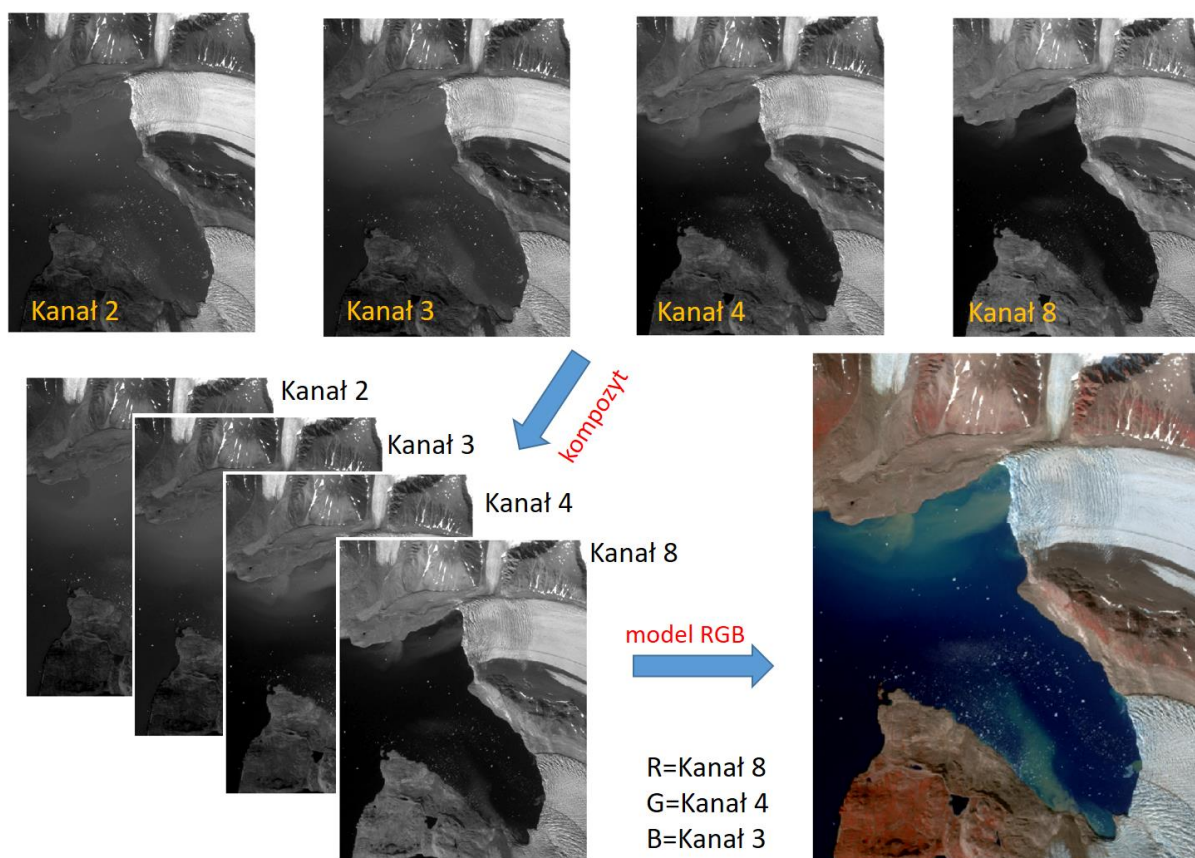 Kanał 2
Kanał 3
Kanał 4
Kanał 8
kompozyt
Kanał 2
Kanał 3
Kanał 4
Kanał 8
model RGB
R=Kanał 8
G=Kanał 4
B=Kanał 3